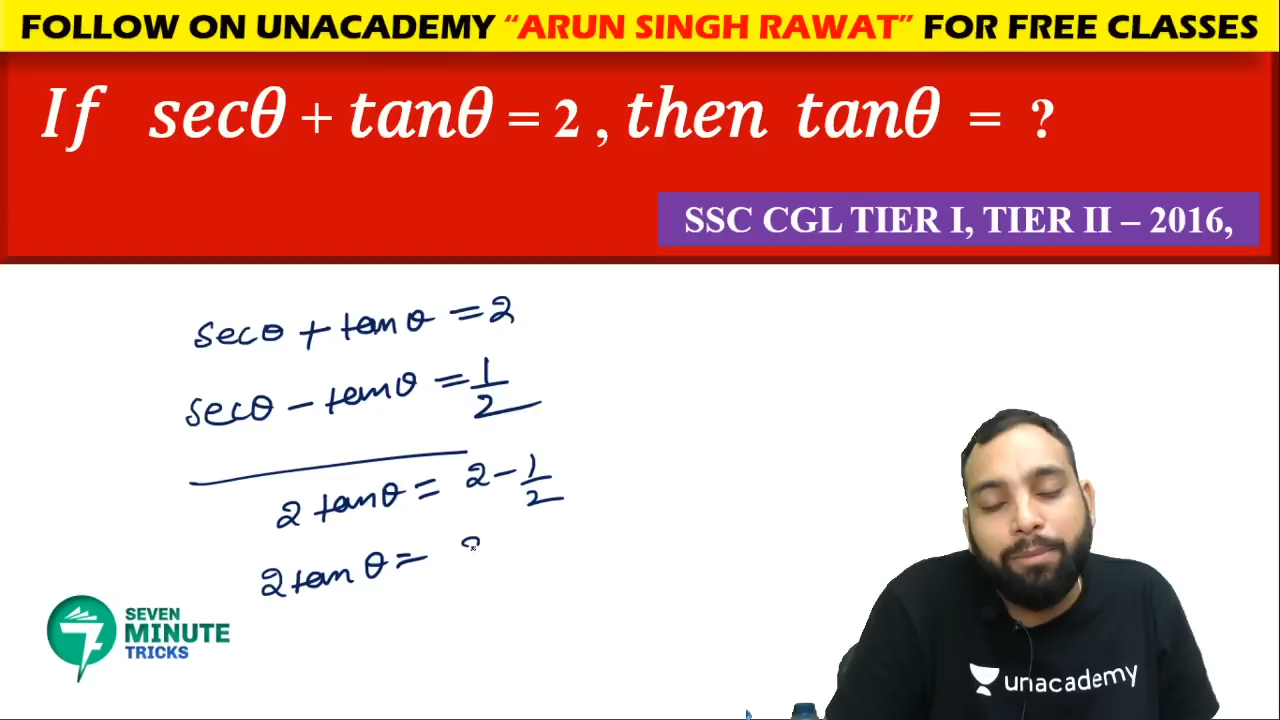 FOLLOW ON UNACADEMY “ARUN SINGH RAWAT” FOR FREE CLASSES
If secθ + tanθ = 2 , then tanθ = ?
SSC CGL TIER I, TIER II – 2016,
secθ + tanθ = 2
secθ - tanθ = 1/2
2 tanθ = 2 - 1/2
2 tanθ =
SEVEN
MINUTE
TRICKS
unacademy